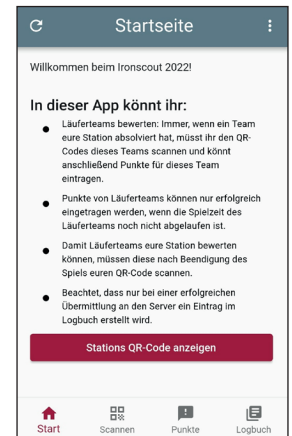 Startseite
Willkommen beim Ironscout 2022!
In dieser App könnt ihr:
Läuferteams bewerten: Immer, wenn ein Team
eure Station absolviert hat, müsst ihr den QR-
Codes dieses Teams scannen und könnt
anschließend Punkte für dieses Team
eintragen.
Punkte von Läuferteams können nur erfolgreich
eingetragen werden, wenn die Spielzeit des
Läuferteams noch nicht abgelaufen ist.
Damit Läuferteams eure Station bewerten
können, müssen diese nach Beendigung des
Spiels euren QR-Code scannen.
Beachtet, dass nur bei einer erfolgreichen
Übermittlung an den Server ein Eintrag im
Logbuch erstellt wird.
Stations QR-Code anzeigen
Start Scannen Punkte Logbuch